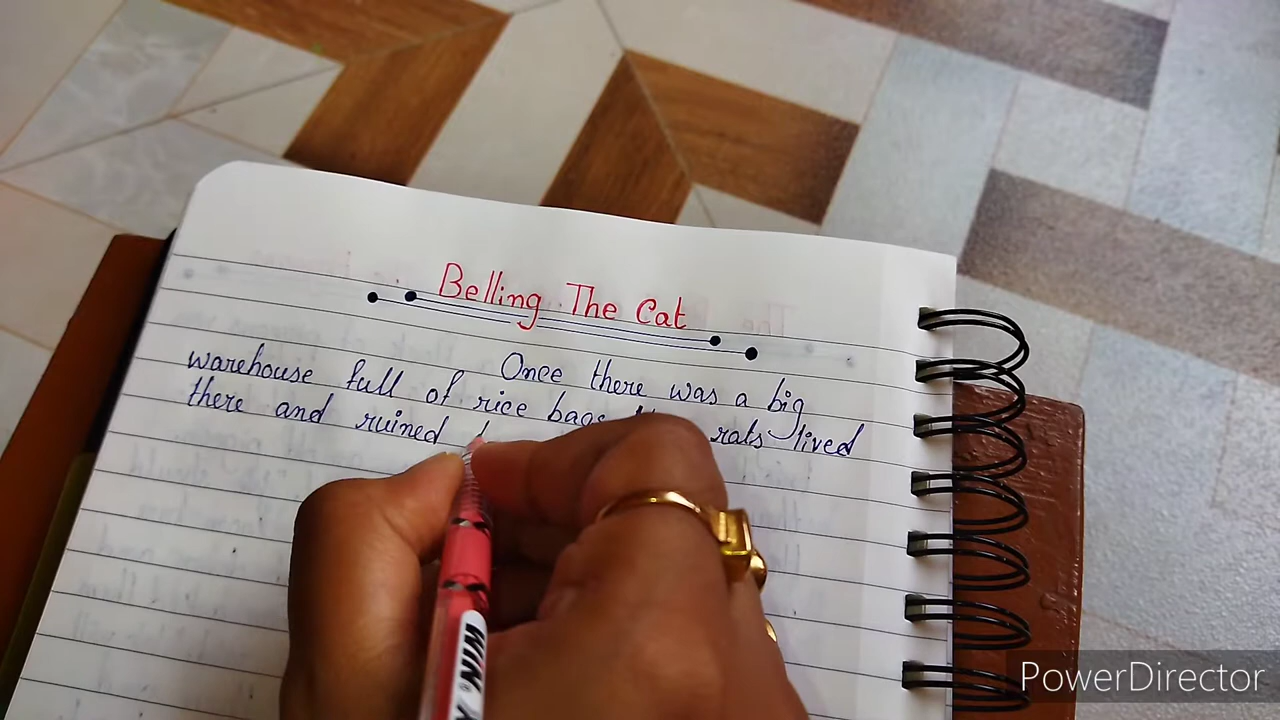 Belling The Cat
Once there was a big
warehouse full of rice bags rats lived
there and ruined
WIN
PowerDirector